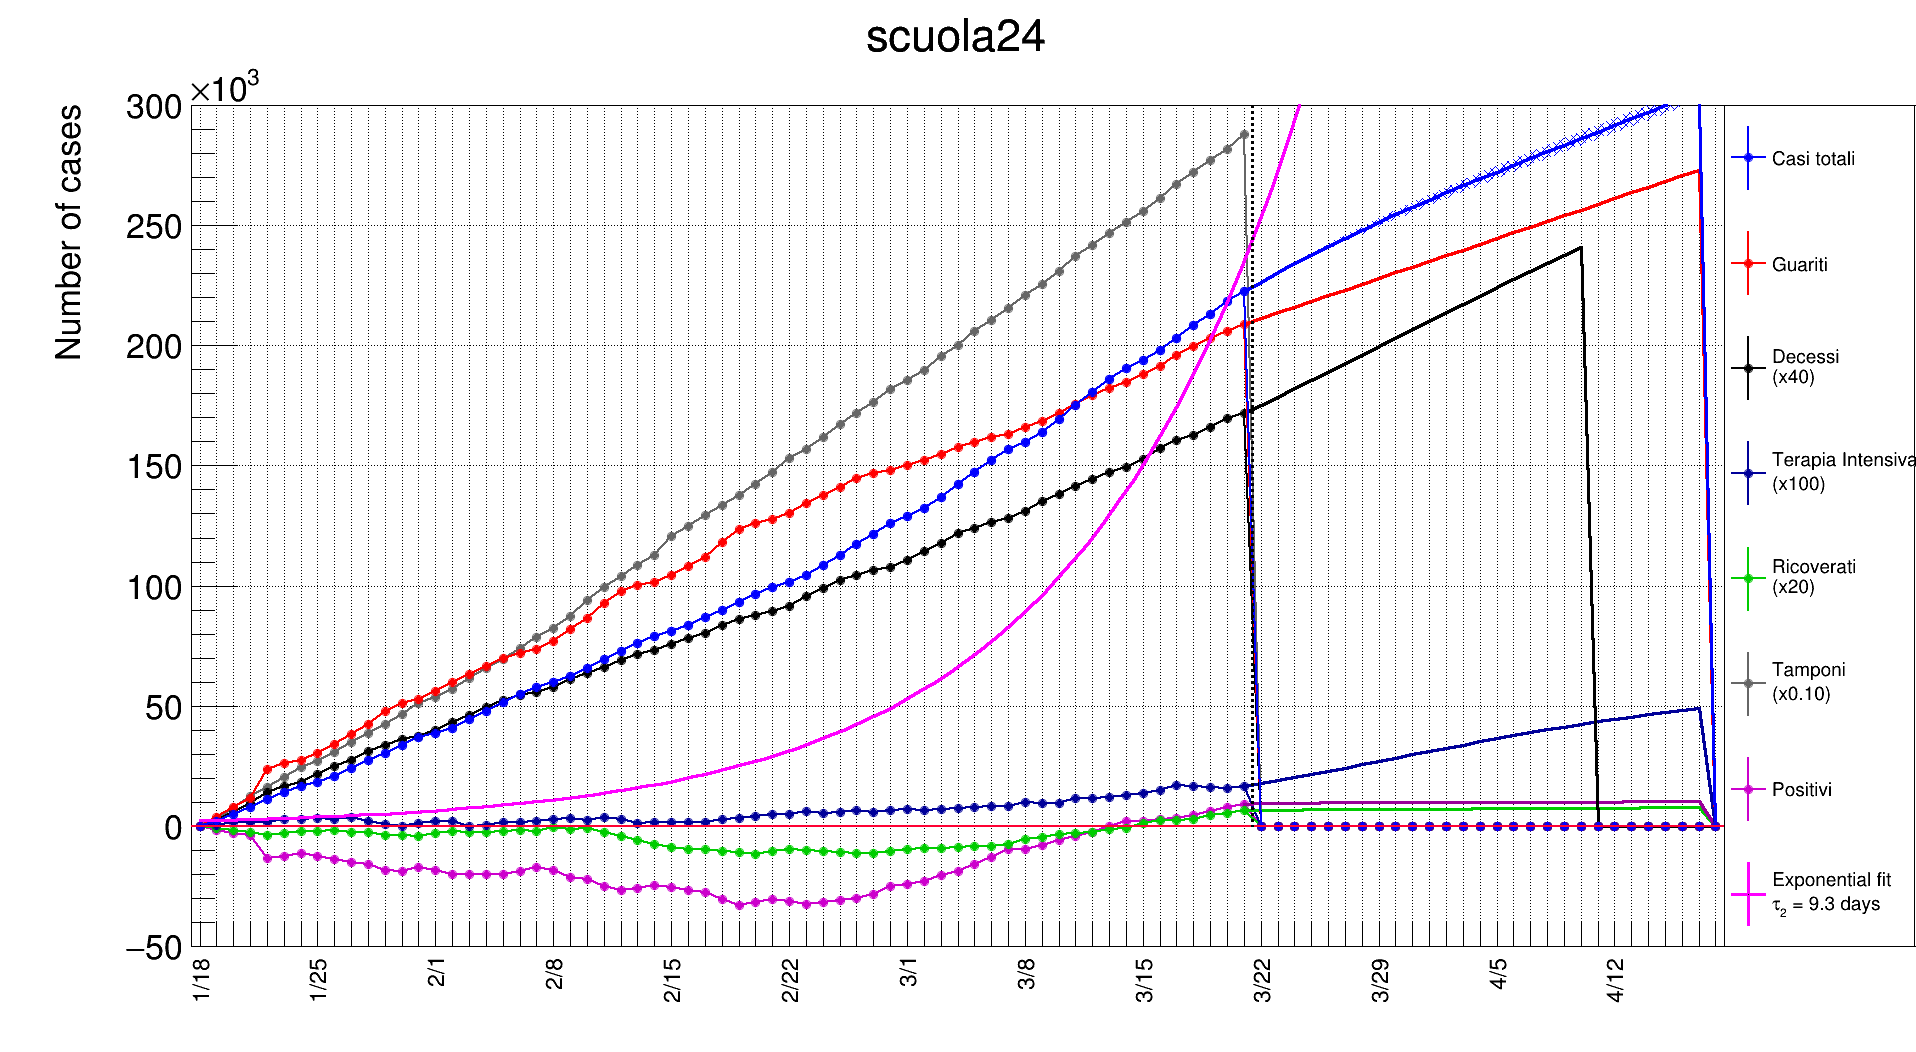 scuola24
×10³
Number of cases
300
250
200
150
100
50
0
−50
1/18
1/25
2/1
2/8
2/15
2/22
3/1
3/8
3/15
3/22
3/29
4/5
4/12
Casi totali
Guariti
Decessi
(x40)
Terapia Intensiva
(x100)
Ricoverati
(x20)
Tamponi
(x0.10)
Positivi
Exponential fit
τ₂ = 9.3 days